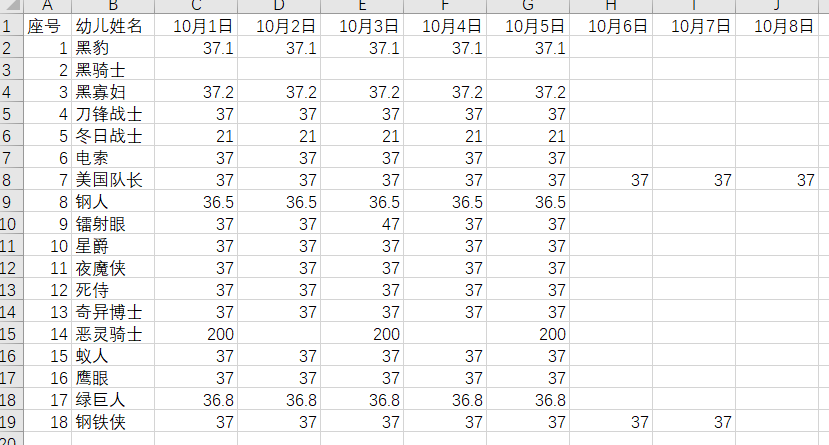 A B C D E F G H I J
1 座号 幼儿姓名 10月1日 10月2日 10月3日 10月4日 10月5日 10月6日 10月7日 10月8日
2 1 黑豹 37.1 37.1 37.1 37.1 37.1
3 2 黑骑士
4 3 黑寡妇 37.2 37.2 37.2 37.2 37.2
5 4 刀锋战士 37 37 37 37 37
6 5 冬日战士 21 21 21 21 21
7 6 电索 37 37 37 37 37
8 7 美国队长 37 37 37 37 37 37 37 37
9 8 钢人 36.5 36.5 36.5 36.5 36.5
10 9 镭射眼 37 37 47 37 37
11 10 星爵 37 37 37 37 37
12 11 夜魔侠 37 37 37 37 37
13 12 死侍 37 37 37 37 37
14 13 奇异博士 37 37 37 37 37
15 14 恶灵骑士 200 200 200
16 15 蚁人 37 37 37 37 37
17 16 鹰眼 37 37 37 37 37
18 17 绿巨人 36.8 36.8 36.8 36.8 36.8
19 18 钢铁侠 37 37 37 37 37 37 37
20